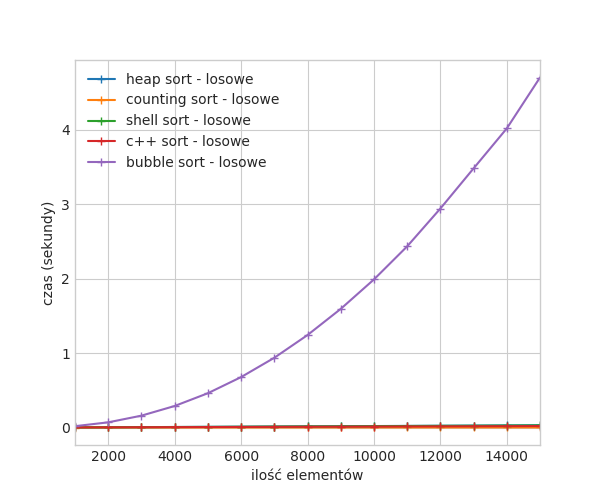 heap sort - losowe
counting sort - losowe
shell sort - losowe
c++ sort - losowe
bubble sort - losowe
czas (sekundy)
4
3
2
1
0
2000 4000 6000 8000 10000 12000 14000
ilość elementów